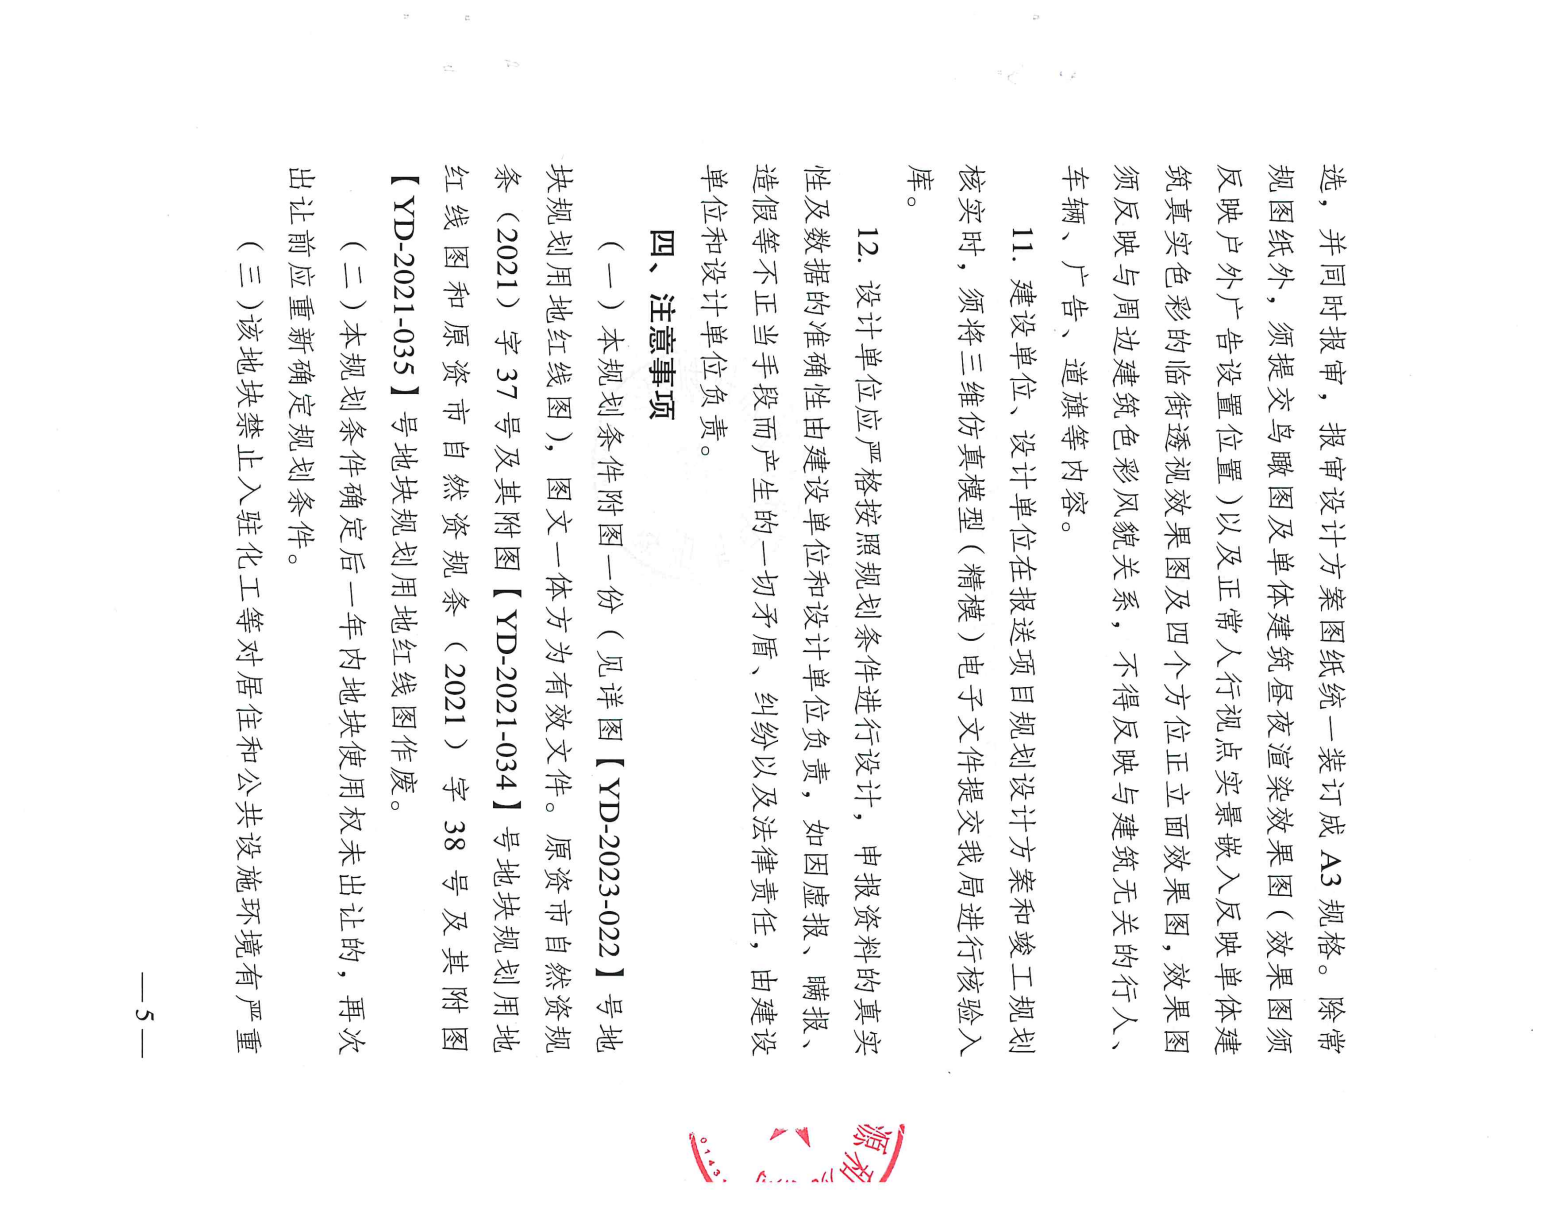 选，并同时报审，报审设计方案图纸统一装订成 A3 规格。除常
规图纸外，须提交鸟瞰图及单体建筑昼夜渲染效果图（效果图须
反映户外广告设置位置）以及正常人行视点实景嵌入反映单体建
筑真实色彩的临街透视效果图及四个方位正立面效果图，效果图
须反映与周边建筑色彩风貌关系，不得反映与建筑无关的行人、
车辆、广告、道旗等内容。
11. 建设单位、设计单位在报送项目规划设计方案和竣工规划
核实时，须将三维仿真模型（精模）电子文件提交我局进行核验入
库。
12. 设计单位应严格按照规划条件进行设计，申报资料的真实
性及数据的准确性由建设单位和设计单位负责，如因虚报、瞒报、
造假等不正当手段而产生的一切矛盾、纠纷以及法律责任，由建设
单位和设计单位负责。
四、注意事项
（一）本规划条件附图一份（见详图【YD-2023-022】号地
块规划用地红线图），图文一体方为有效文件。原资市自然资规
条（2021）字 37 号及其附图【YD-2021-034】号地块规划用地
红线图和原资市自然资规条（2021）字 38 号及其附图
【YD-2021-035】号地块规划用地红线图作废。
（二）本规划条件确定后一年内地块使用权未出让的，再次
出让前应重新确定规划条件。
（三）该地块禁止入驻化工等对居住和公共设施环境有严重
— 5 —
源和
0143